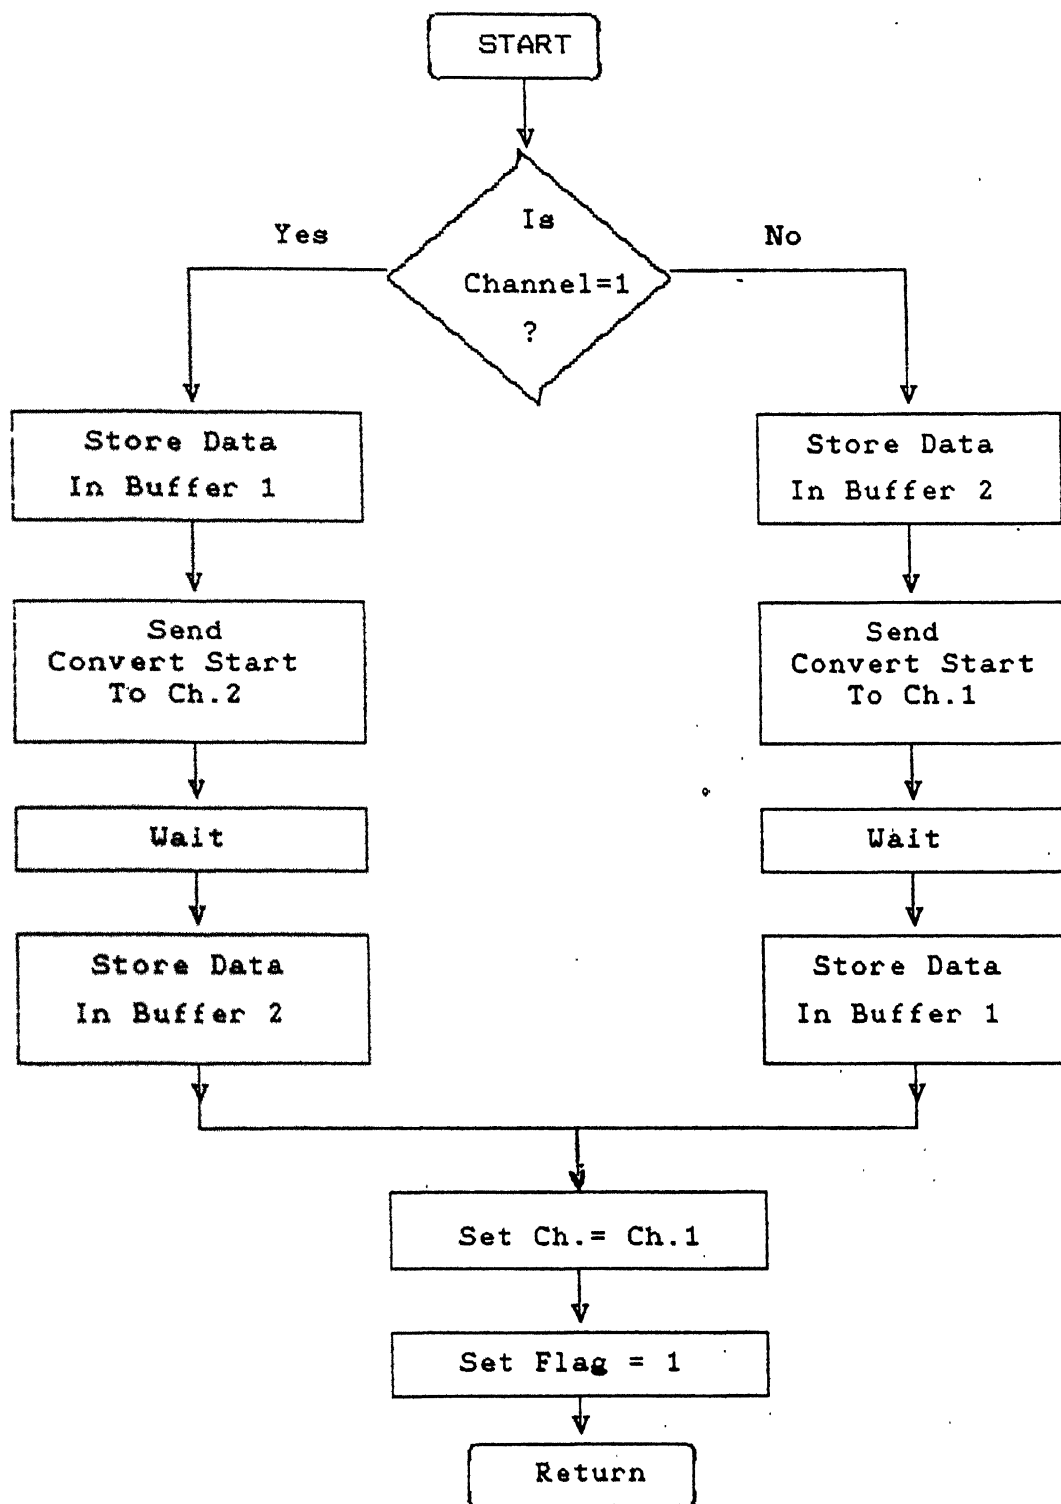 START
Is
Channel=1
?
Yes
No
Store Data
In Buffer 1
Send
Convert Start
To Ch.2
Wait
Store Data
In Buffer 2
Store Data
In Buffer 2
Send
Convert Start
To Ch.1
Wait
Store Data
In Buffer 1
Set Ch.= Ch.1
Set Flag = 1
Return